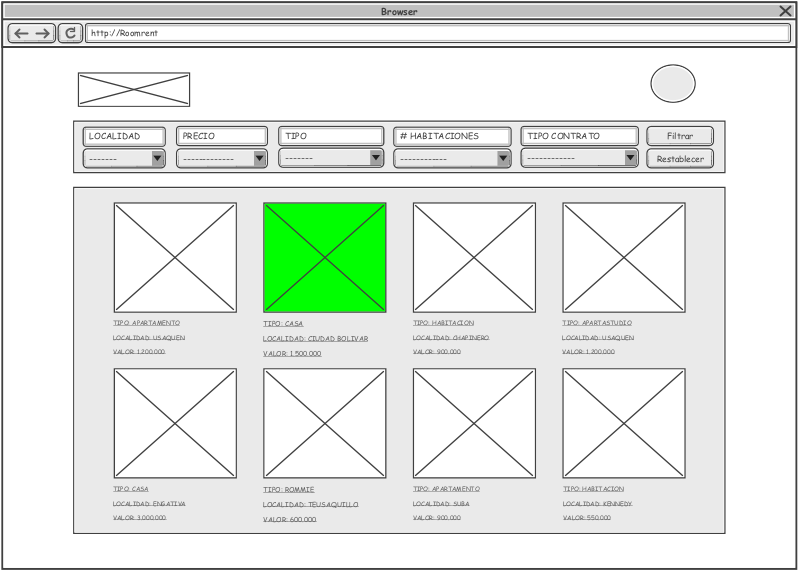 Browser
http://Roomrent
LOCALIDAD PRECIO TIPO # HABITACIONES TIPO CONTRATO Filtrar
------- ------------- ------- ------------ ------------ Restablecer
TIPO: APARTAMENTO TIPO: CASA TIPO: HABITACION TIPO: APARTASTUDIO
LOCALIDAD: USAQUEN LOCALIDAD: CIUDAD BOLIVAR LOCALIDAD: CHAPINERO LOCALIDAD: USAQUEN
VALOR: 1.200.000 VALOR: 1.500.000 VALOR: 900.000 VALOR: 1.200.000
TIPO: CASA TIPO: ROMMIE TIPO: APARTAMENTO TIPO: HABITACION
LOCALIDAD: ENGATIVA LOCALIDAD: TEUSAQUILLO LOCALIDAD: SUBA LOCALIDAD: KENNEDY
VALOR: 3.000.000 VALOR: 600.000 VALOR: 900.000 VALOR: 550.000